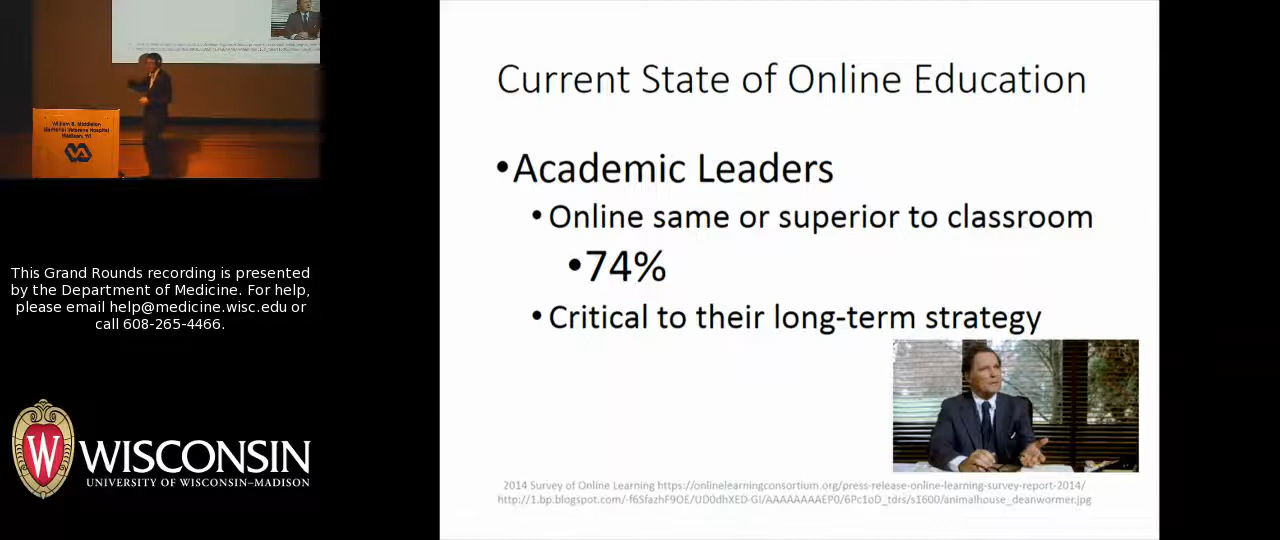 William S. Middleton
Memorial Veterans Hospital
Madison, WI
VA
This Grand Rounds recording is presented
by the Department of Medicine. For help,
please email help@medicine.wisc.edu or
call 608-265-4466.
W
WISCONSIN
UNIVERSITY OF WISCONSIN–MADISON
Current State of Online Education
•Academic Leaders
•Online same or superior to classroom
•74%
•Critical to their long-term strategy
2014 Survey of Online Learning https://onlinelearningconsortium.org/press-release-online-learning-survey-report-2014/
http://1.bp.blogspot.com/-f6SfazhF9OE/UD0dhXED-GI/AAAAAAAAEP0/6Pc1oD_tdrs/s1600/animalhouse_deanwormer.jpg